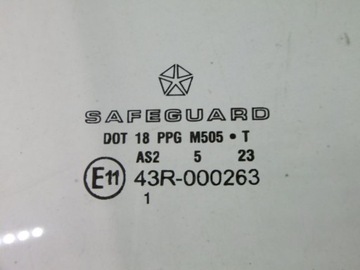 SAFEGUARD
DOT 18 PPG M505 • T
AS2 5 23
E11 43R-000263
1